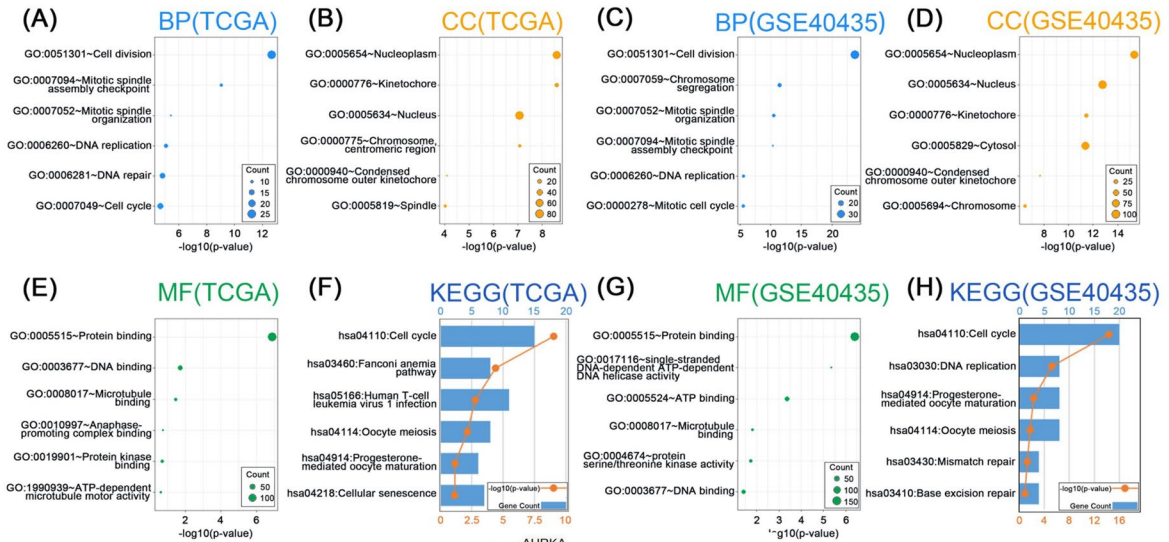 (A) BP(TCGA)
GO:0051301~Cell division
GO:0007094~Mitotic spindle
assembly checkpoint
GO:0007052~Mitotic spindle
organization
GO:0006260~DNA replication
GO:0006281~DNA repair
GO:0007049~Cell cycle
Count
10
15
20
25
6 8 10 12
-log10(p-value)
(B) CC(TCGA)
GO:0005654~Nucleoplasm
GO:0000776~Kinetochore
GO:0005634~Nucleus
GO:0000775~Chromosome,
centromeric region
GO:0000940~Condensed
chromosome outer kinetochore
GO:0005819~Spindle
Count
20
40
60
80
4 5 6 7 8
-log10(p-value)
(C) BP(GSE40435)
GO:0051301~Cell division
GO:0007059~Chromosome
segregation
GO:0007052~Mitotic spindle
organization
GO:0007094~Mitotic spindle
assembly checkpoint
GO:0006260~DNA replication
GO:0000278~Mitotic cell cycle
Count
20
30
5 10 15 20
-log10(p-value)
(D) CC(GSE40435)
GO:0005654~Nucleoplasm
GO:0005634~Nucleus
GO:0000776~Kinetochore
GO:0005829~Cytosol
GO:0000940~Condensed
chromosome outer kinetochore
GO:0005694~Chromosome
Count
25
50
75
100
8 10 12 14
-log10(p-value)
(E) MF(TCGA)
GO:0005515~Protein binding
GO:0003677~DNA binding
GO:0008017~Microtubule
binding
GO:0010997~Anaphase-
promoting complex binding
GO:0019901~Protein kinase
binding
GO:1990939~ATP-dependent
microtubule motor activity
Count
50
100
2 4 6
-log10(p-value)
(F) KEGG(TCGA)
0 5 10 15 20
hsa04110:Cell cycle
hsa03460:Fanconi anemia
pathway
hsa05166:Human T-cell
leukemia virus 1 infection
hsa04114:Oocyte meiosis
hsa04914:Progesterone-
mediated oocyte maturation
hsa04218:Cellular senescence
-log10(p-value)
Gene Count
0 2 4 6 8 10
(G) MF(GSE40435)
GO:0005515~Protein binding
GO:0017116~single-stranded
DNA-dependent ATP-dependent
DNA helicase activity
GO:0005524~ATP binding
GO:0008017~Microtubule
binding
GO:0004674~protein
serine/threonine kinase activity
GO:0003677~DNA binding
Count
50
100
150
2 3 4 5 6
g10(p-value)
(H) KEGG(GSE40435)
0 5 10 15 20
hsa04110:Cell cycle
hsa03030:DNA replication
hsa04914:Progesterone-
mediated oocyte maturation
hsa04114:Oocyte meiosis
hsa03430:Mismatch repair
hsa03410:Base excision repair
-log10(p-value)
Gene Count
0 4 8 12 16